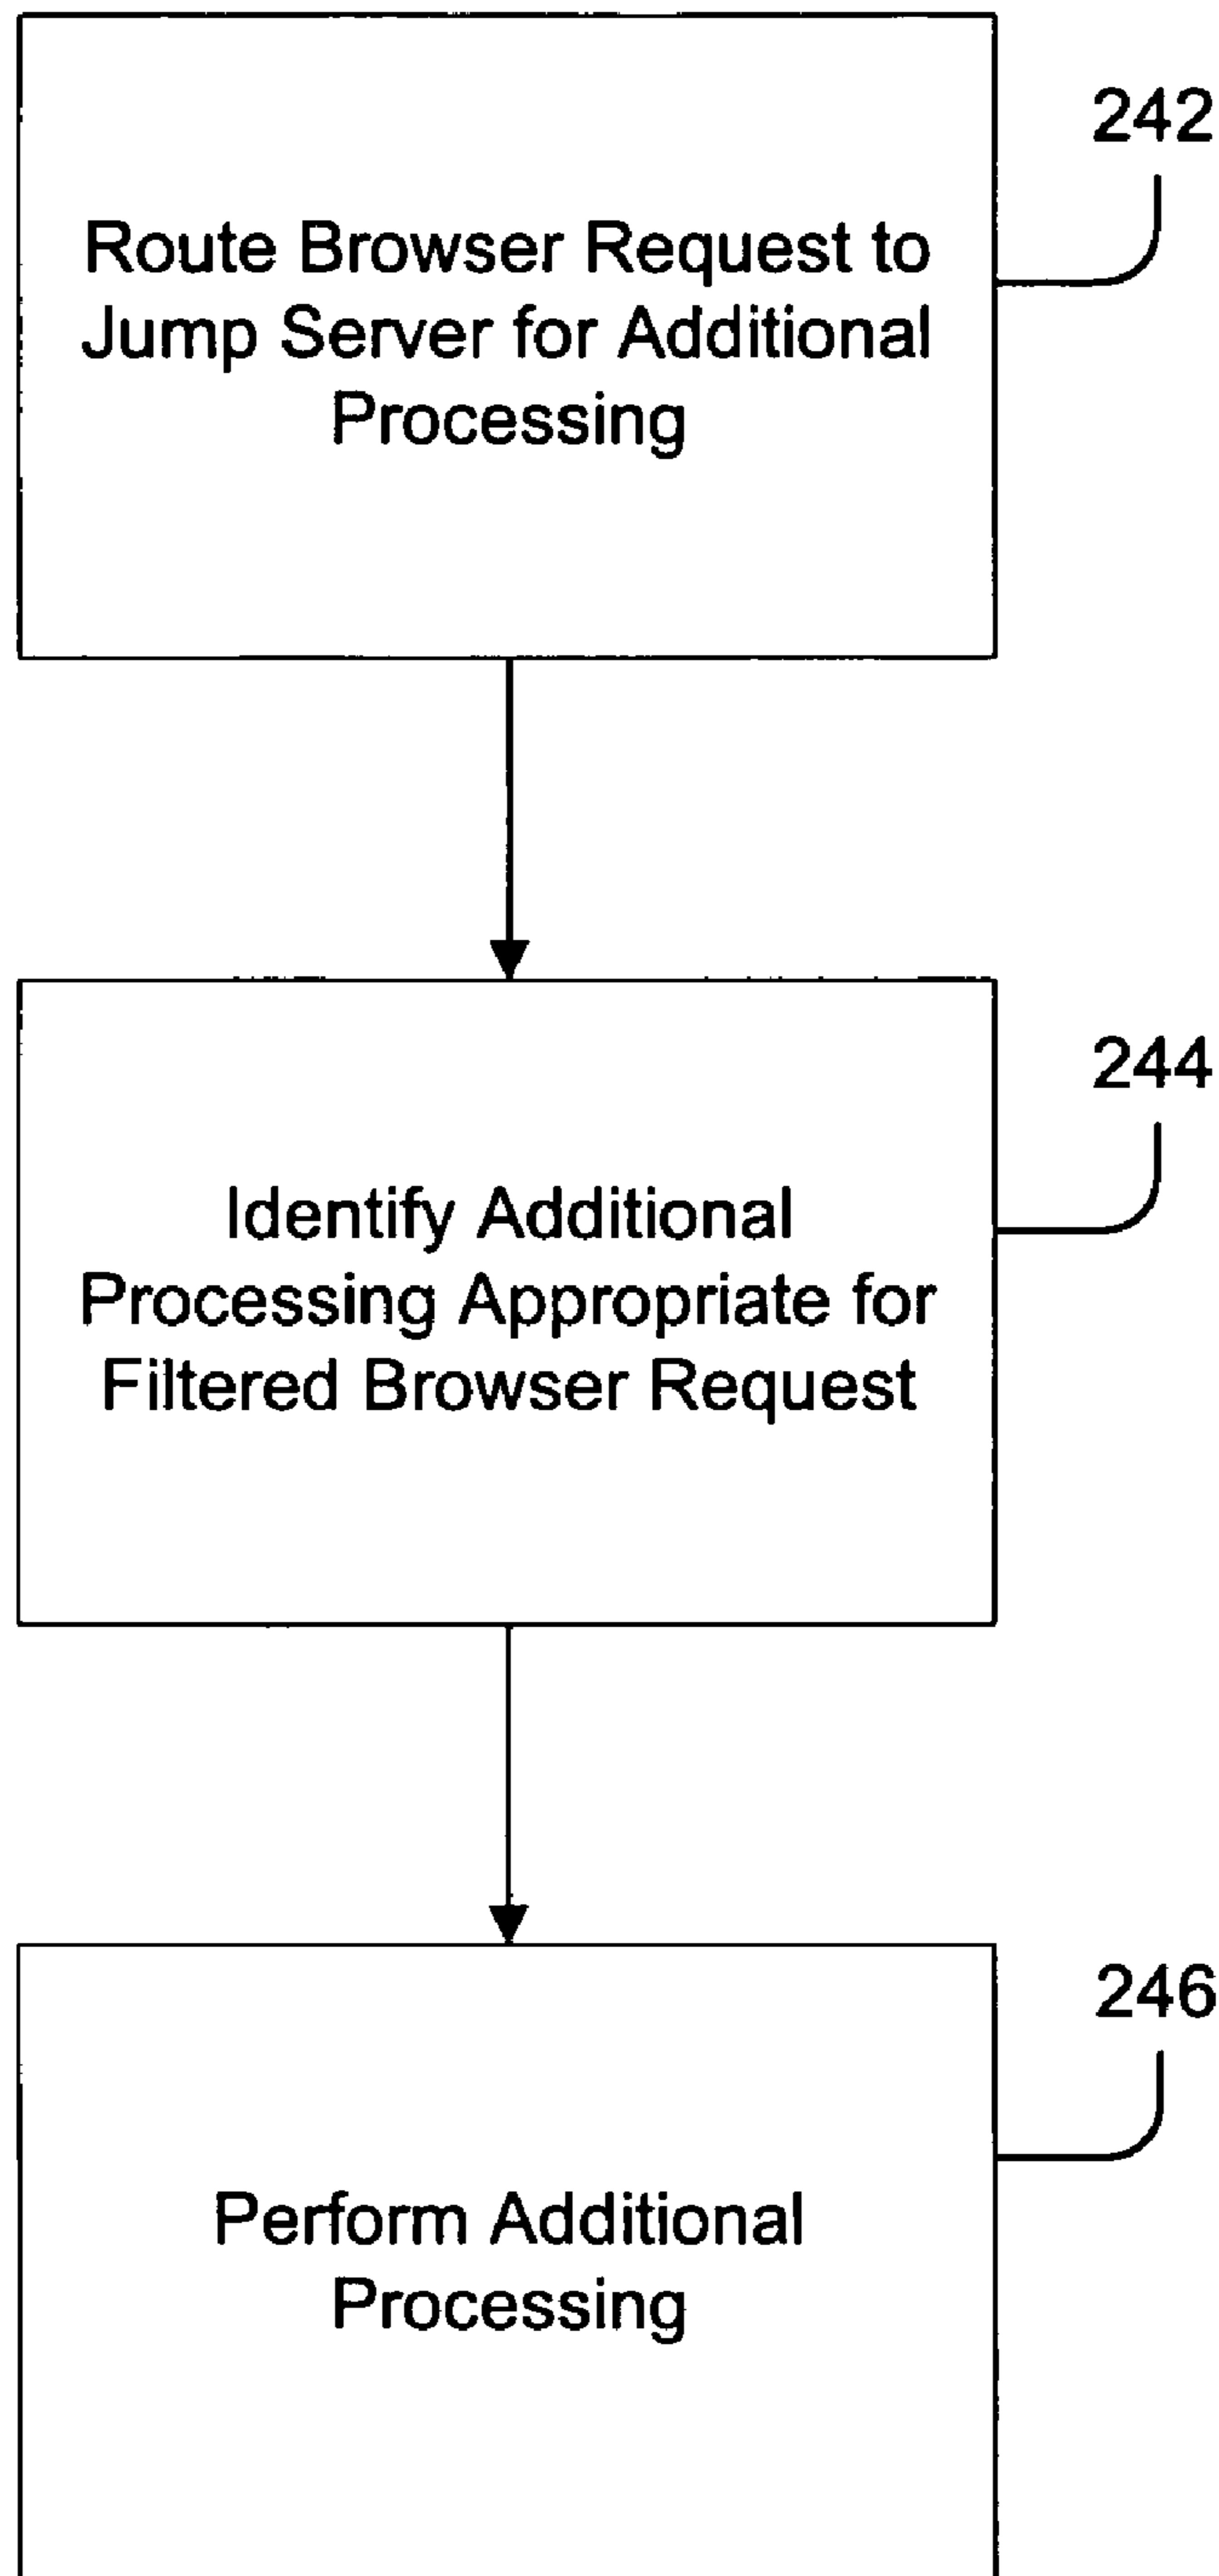 242
Route Browser Request to
Jump Server for Additional
Processing
244
Identify Additional
Processing Appropriate for
Filtered Browser Request
246
Perform Additional
Processing